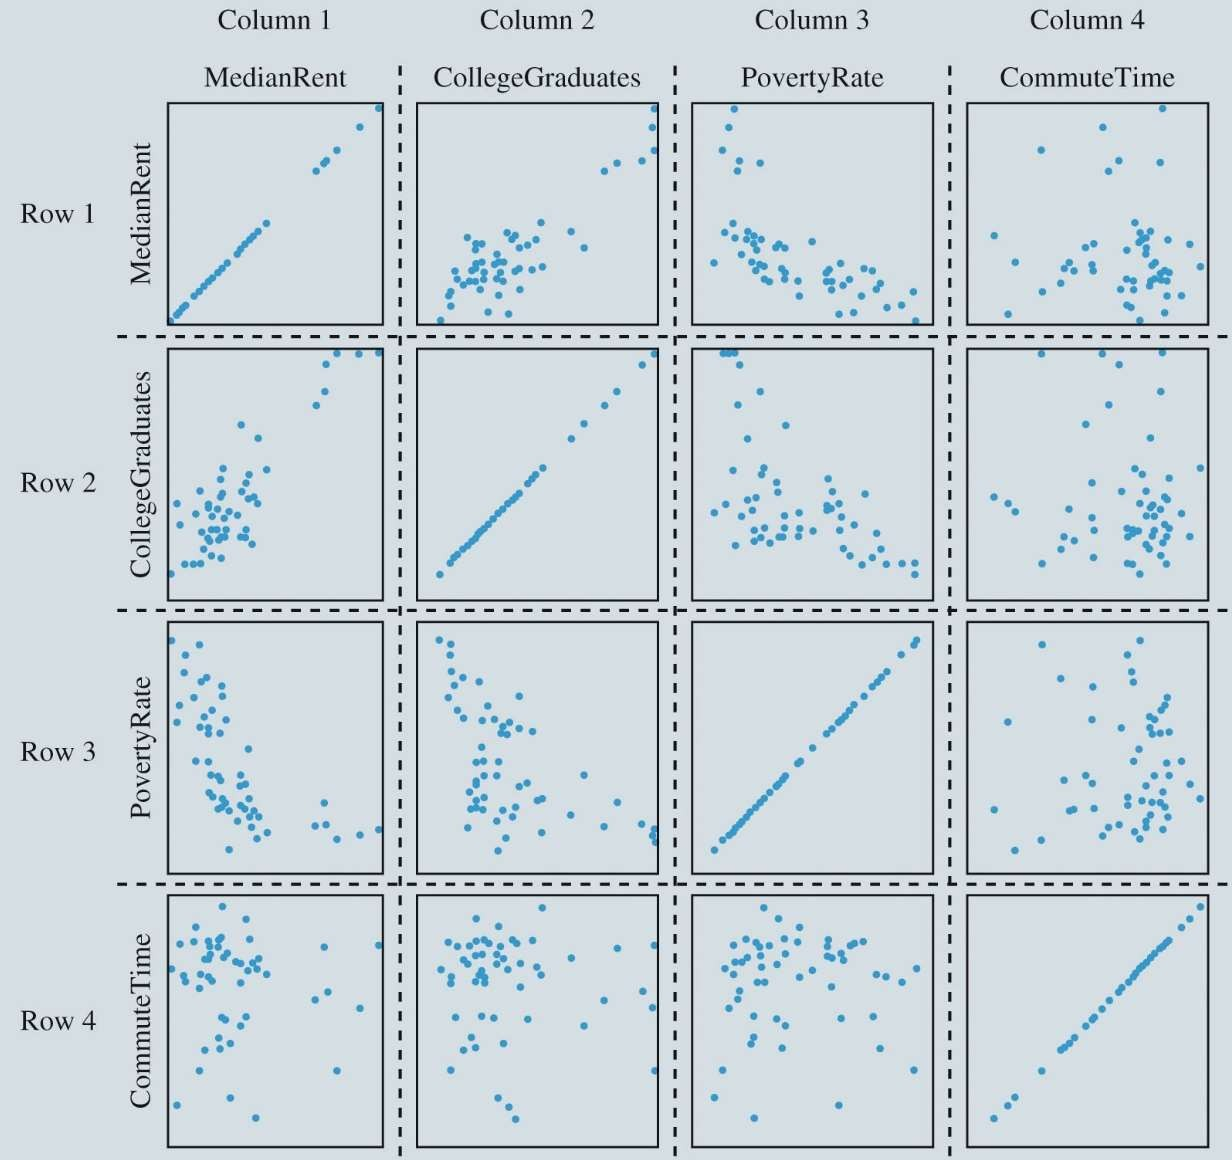 Column 1 Column 2 Column 3 Column 4
MedianRent CollegeGraduates PovertyRate CommuteTime
Row 1 MedianRent
Row 2 CollegeGraduates
Row 3 PovertyRate
Row 4 CommuteTime